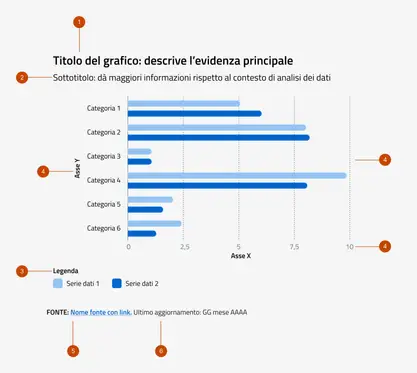 1
Titolo del grafico: descrive l'evidenza principale
2 Sottotitolo: dà maggiori informazioni rispetto al contesto di analisi dei dati
Categoria 1
Categoria 2
Categoria 3
4
4 Asse Y
Categoria 4
Categoria 5
Categoria 6
0 2,5 5 7,5 10 4
Asse X
3 Legenda
Serie dati 1 Serie dati 2
FONTE: Nome fonte con link. Ultimo aggiornamento: GG mese AAAA
5 6